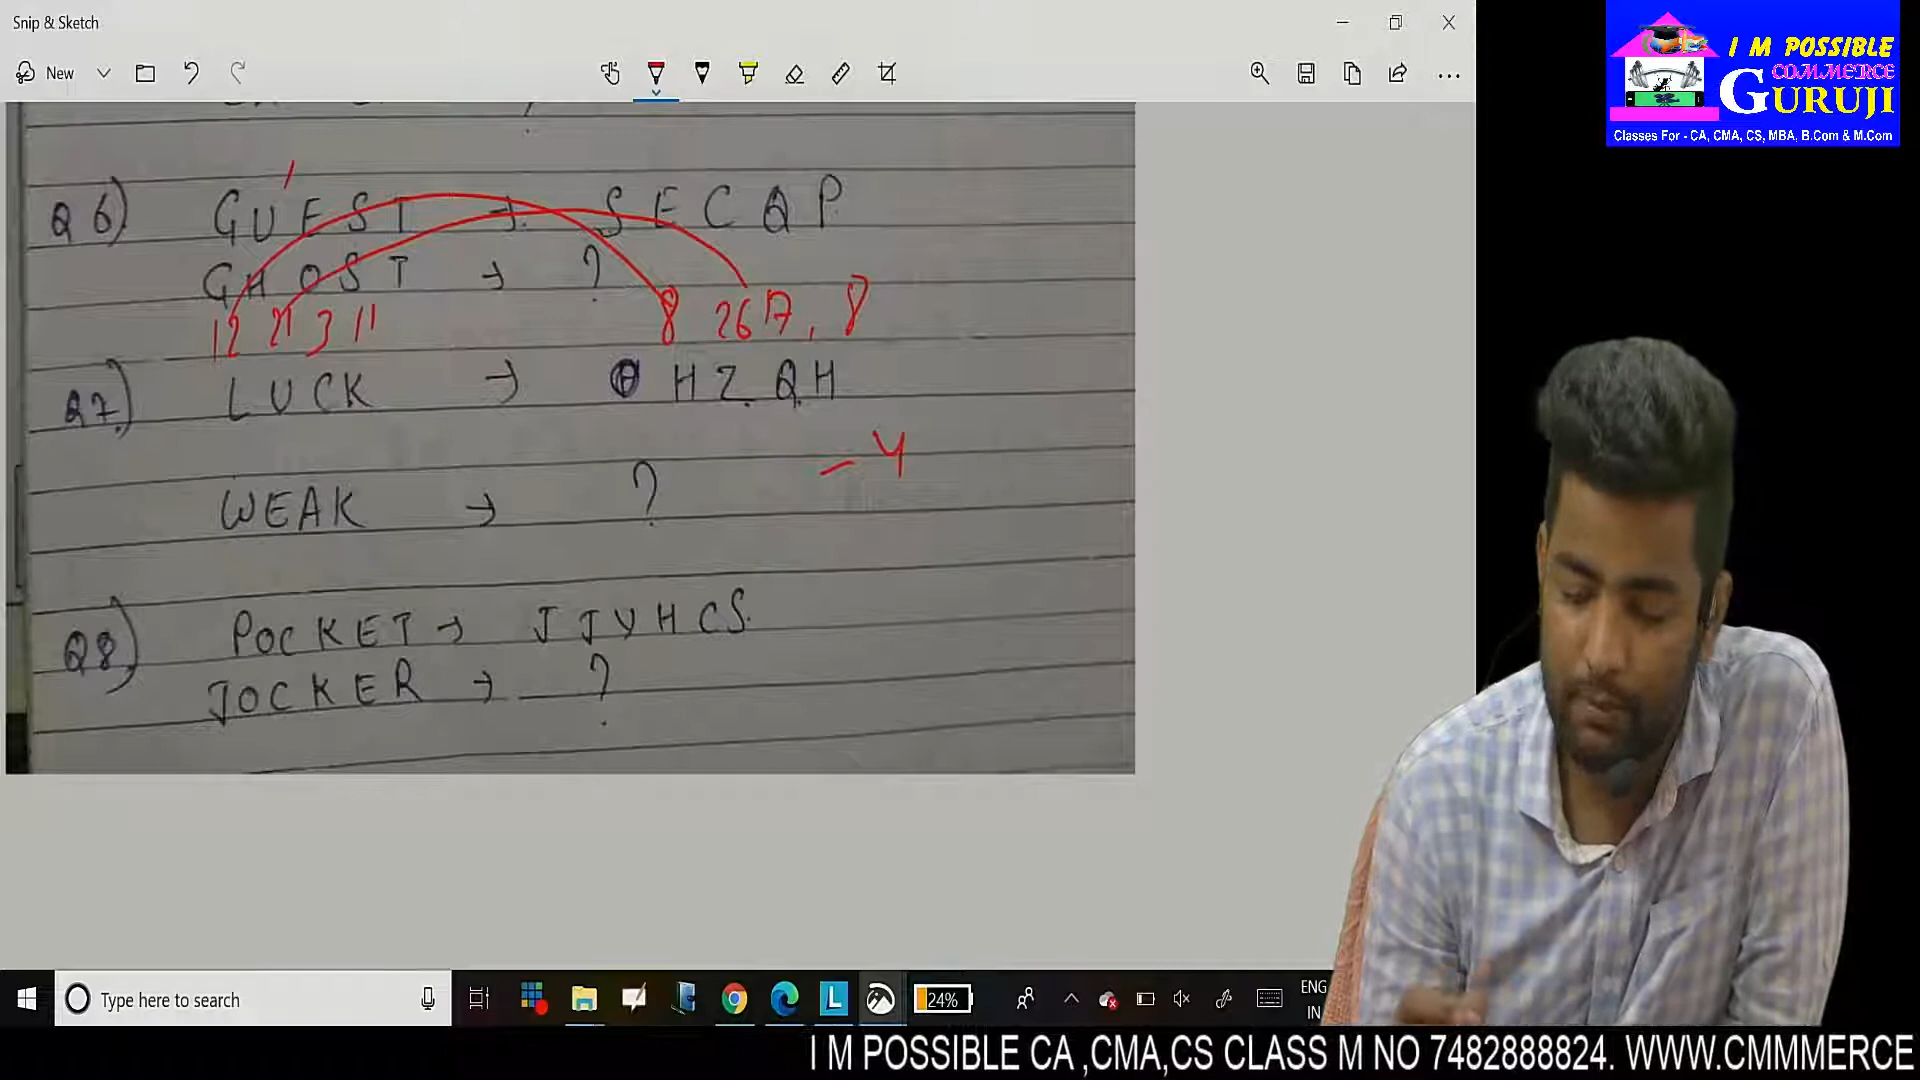 Snip & Sketch
New
I M POSSIBLE
COMMERCE
GURUJI
Classes For - CA, CMA, CS, MBA, B.Com & M.Com
Q6) GUEST → SECQP
GHOST → ?
12 21 3 11 8 26 17, 8
Q7.) LUCK → HZQH
- 4
WEAK → ?
Q8) POCKET → JJYHCS.
JOCKER → ?
Type here to search
24%
ENG
IN
I M POSSIBLE CA ,CMA,CS CLASS M NO 7482888824. WWW.CMMMERCE